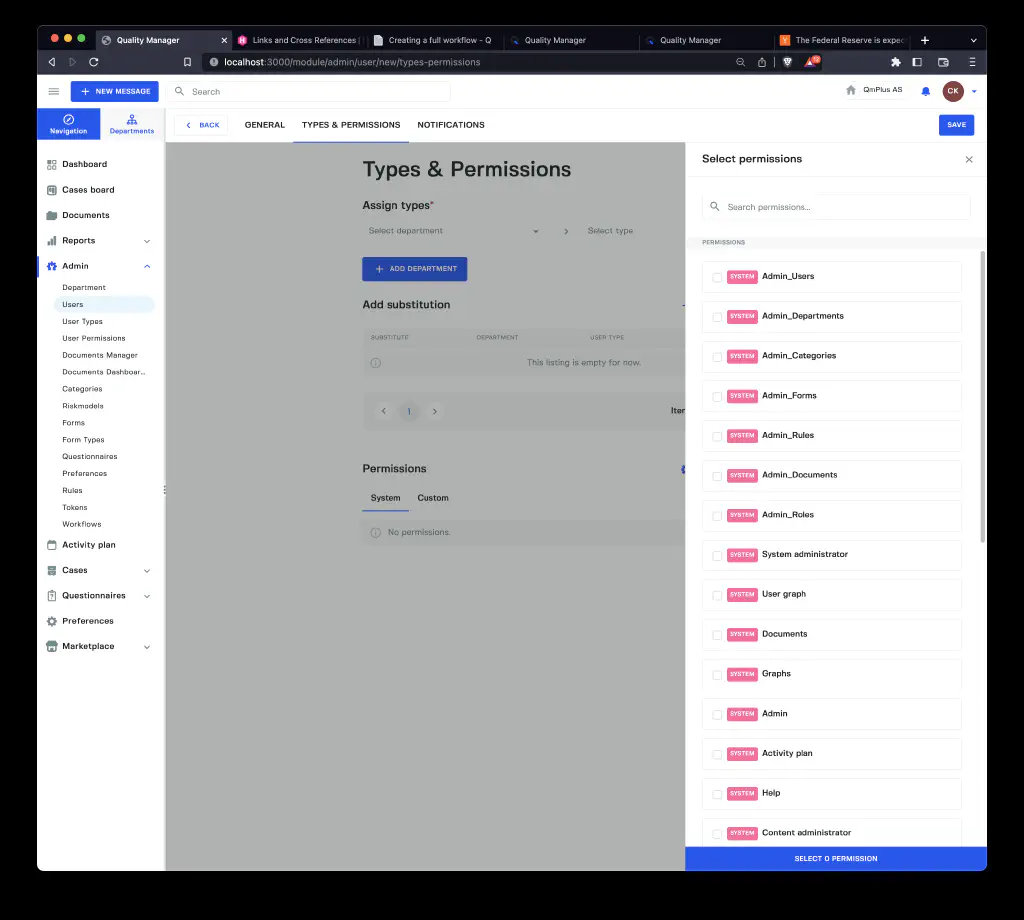 Quality Manager
Links and Cross References |
Creating a full workflow - Q
Quality Manager
Quality Manager
The Federal Reserve is expec
localhost:3000/module/admin/user/new/types-permissions
NEW MESSAGE
Search
QmPlus AS
CK
Navigation
Departments
BACK
GENERAL
TYPES & PERMISSIONS
NOTIFICATIONS
SAVE
Dashboard
Cases board
Documents
Reports
Admin
Department
Users
User Types
User Permissions
Documents Manager
Documents Dashboar...
Categories
Riskmodels
Forms
Form Types
Questionnaires
Preferences
Rules
Tokens
Workflows
Activity plan
Cases
Questionnaires
Preferences
Marketplace
Types & Permissions
Assign types*
Select department
Select type
ADD DEPARTMENT
Add substitution
SUBSTITUTE
DEPARTMENT
USER TYPE
This listing is empty for now.
1
Iter
Permissions
System
Custom
No permissions.
Select permissions
Search permissions...
PERMISSIONS
SYSTEM Admin_Users
SYSTEM Admin_Departments
SYSTEM Admin_Categories
SYSTEM Admin_Forms
SYSTEM Admin_Rules
SYSTEM Admin_Documents
SYSTEM Admin_Roles
SYSTEM System administrator
SYSTEM User graph
SYSTEM Documents
SYSTEM Graphs
SYSTEM Admin
SYSTEM Activity plan
SYSTEM Help
SYSTEM Content administrator
SELECT 0 PERMISSION